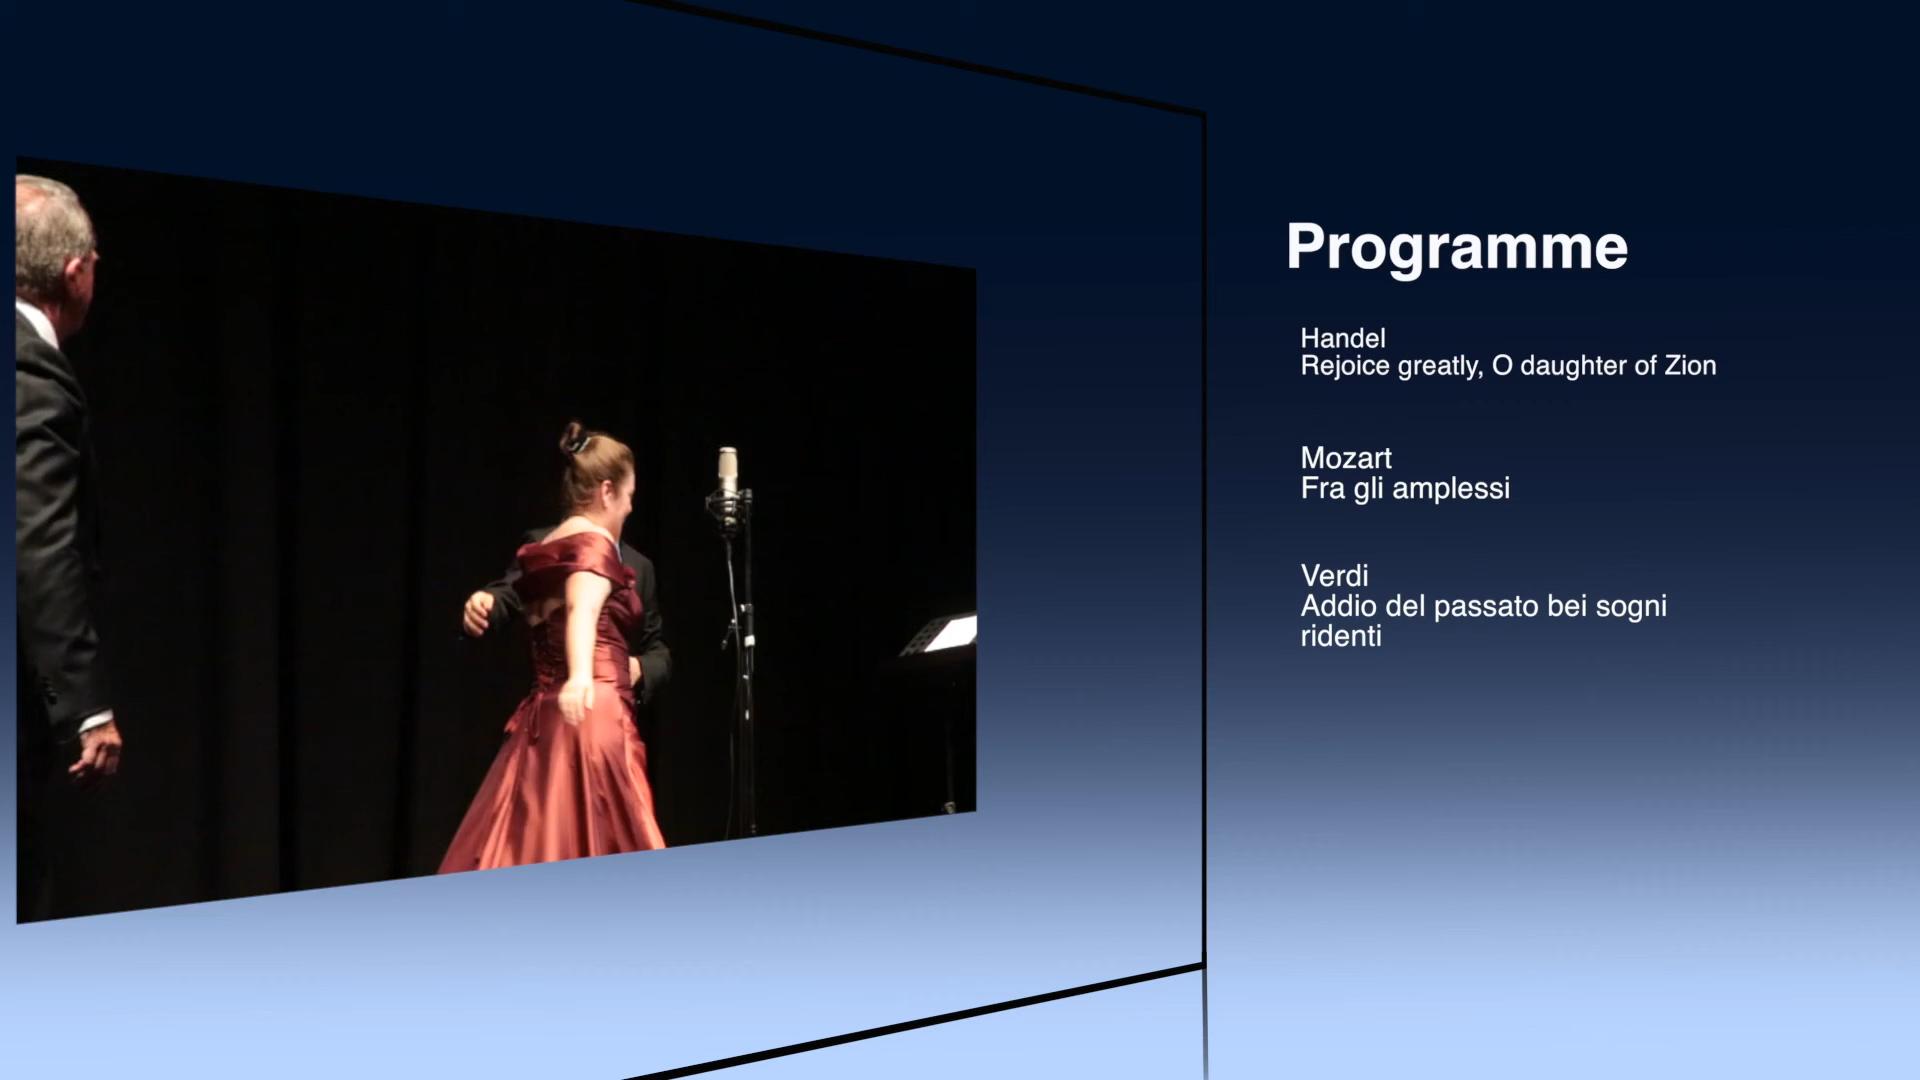 Programme
Handel
Rejoice greatly, O daughter of Zion
Mozart
Fra gli amplessi
Verdi
Addio del passato bei sogni
ridenti